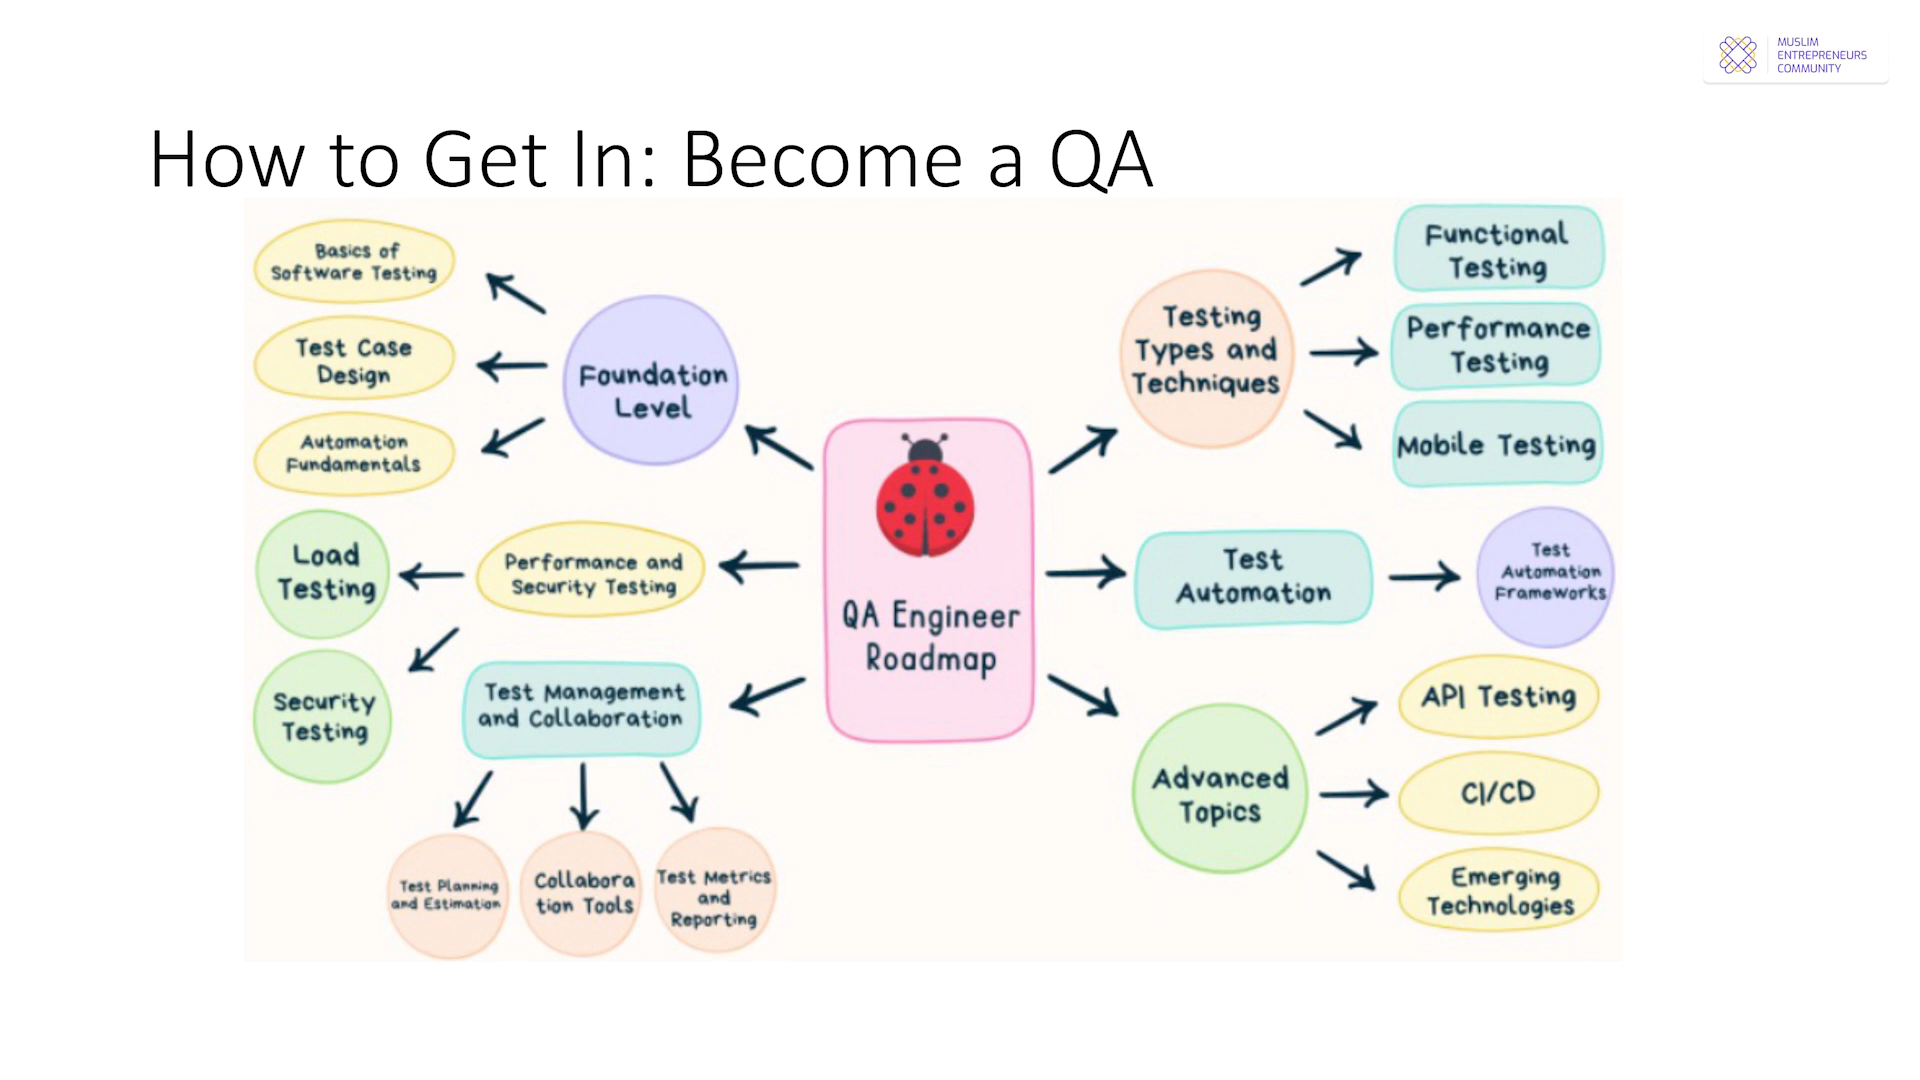 MUSLIM
ENTREPRENEURS
COMMUNITY
How to Get In: Become a QA
Basics of
Software Testing
Test Case
Design
Automation
Fundamentals
Foundation
Level
Load
Testing
Security
Testing
Performance and
Security Testing
Test Management
and Collaboration
Test Planning
and Estimation
Collabora
tion Tools
Test Metrics
and
Reporting
QA Engineer
Roadmap
Testing
Types and
Techniques
Functional
Testing
Performance
Testing
Mobile Testing
Test
Automation
Test
Automation
Frameworks
Advanced
Topics
API Testing
CI/CD
Emerging
Technologies